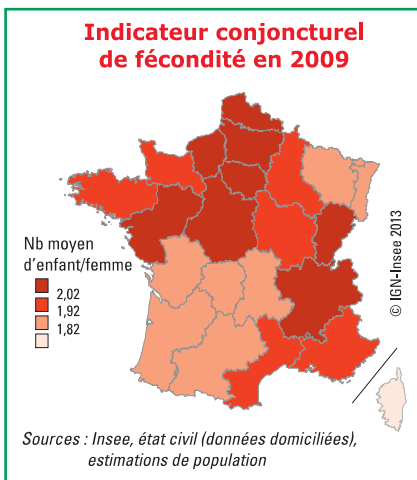 Indicateur conjoncturel
de fécondité en 2009
Nb moyen
d'enfant/femme
2,02
1,92
1,82
© IGN-Insee 2013
Sources : Insee, état civil (données domiciliées),
estimations de population